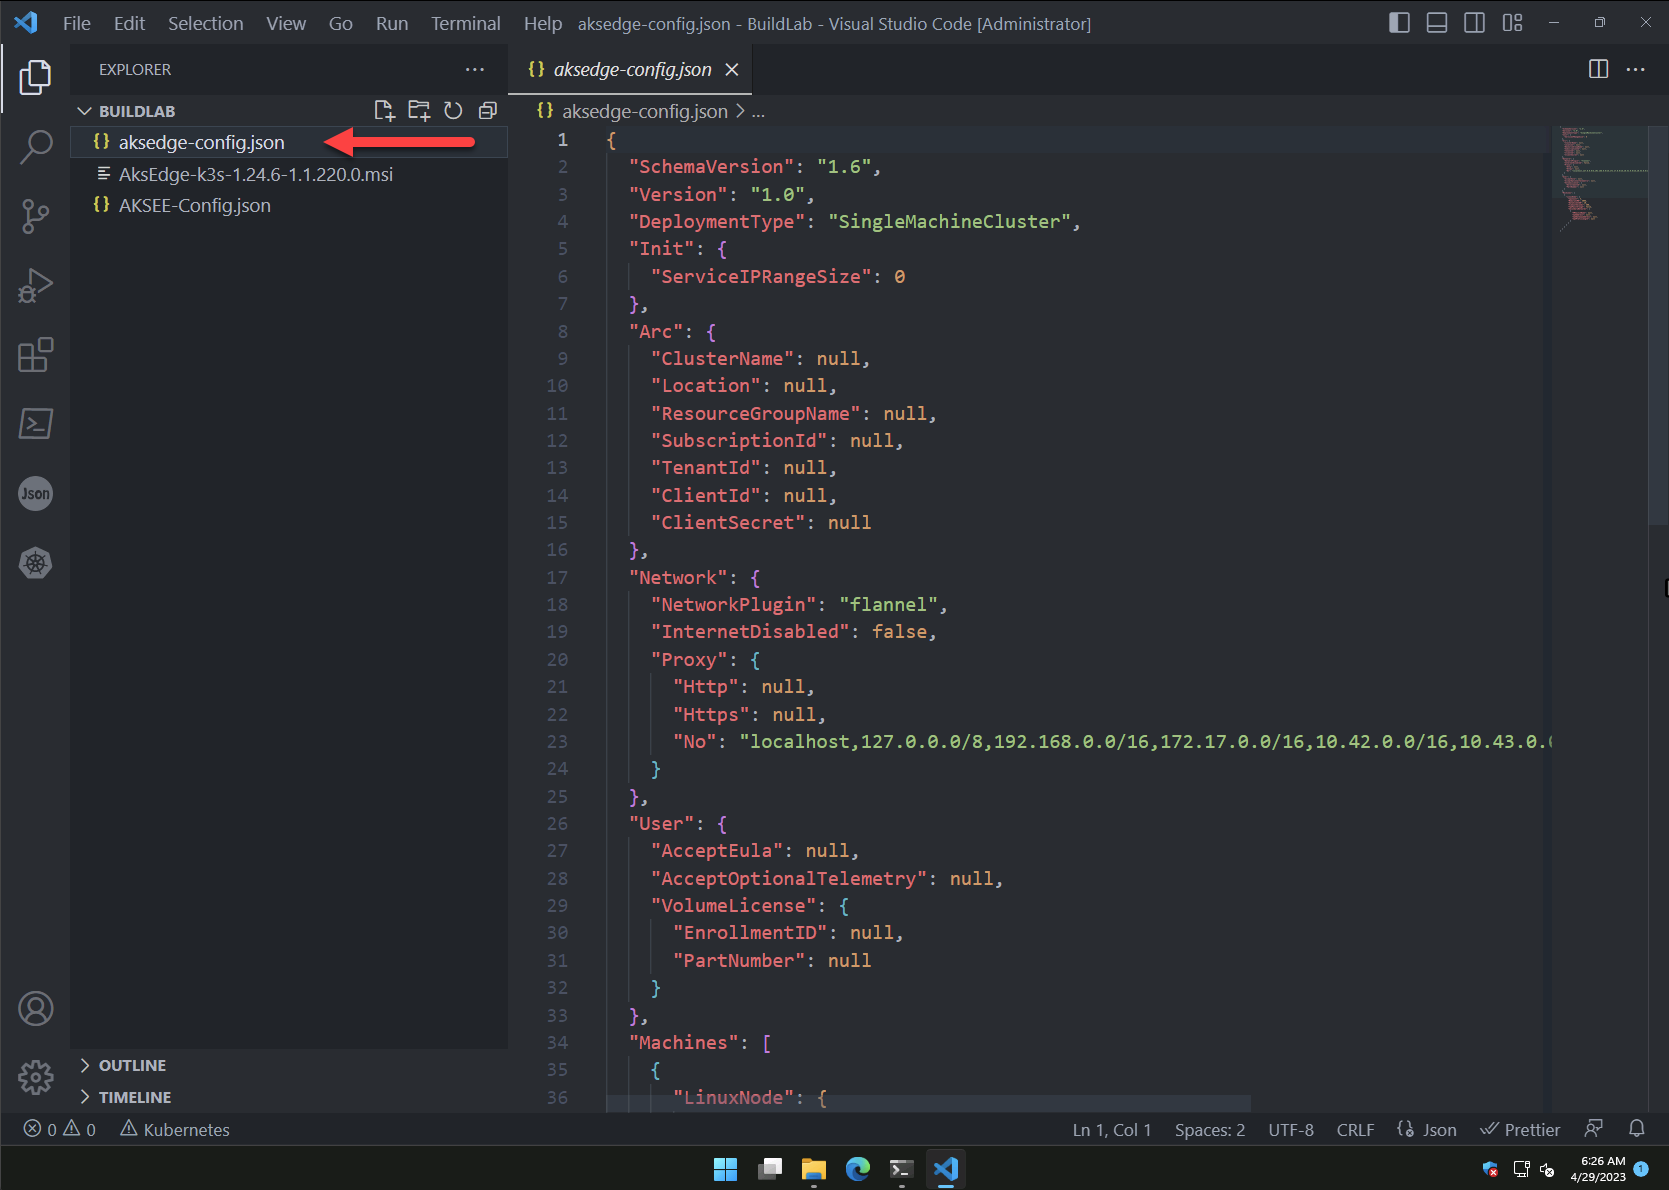 File Edit Selection View Go Run Terminal Help aksedge-config.json - BuildLab - Visual Studio Code [Administrator]
EXPLORER
BUILDLAB
{} aksedge-config.json
AksEdge-k3s-1.24.6-1.1.220.0.msi
{} AKSEE-Config.json
OUTLINE
TIMELINE
Json
{} aksedge-config.json
{} aksedge-config.json > ...
1 {
2 "SchemaVersion": "1.6",
3 "Version": "1.0",
4 "DeploymentType": "SingleMachineCluster",
5 "Init": {
6 "ServiceIPRangeSize": 0
7 },
8 "Arc": {
9 "ClusterName": null,
10 "Location": null,
11 "ResourceGroupName": null,
12 "SubscriptionId": null,
13 "TenantId": null,
14 "ClientId": null,
15 "ClientSecret": null
16 },
17 "Network": {
18 "NetworkPlugin": "flannel",
19 "InternetDisabled": false,
20 "Proxy": {
21 "Http": null,
22 "Https": null,
23 "No": "localhost,127.0.0.0/8,192.168.0.0/16,172.17.0.0/16,10.42.0.0/16,10.43.0.
24 }
25 },
26 "User": {
27 "AcceptEula": null,
28 "AcceptOptionalTelemetry": null,
29 "VolumeLicense": {
30 "EnrollmentID": null,
31 "PartNumber": null
32 }
33 },
34 "Machines": [
35 {
36 "LinuxNode": {
0 0 Kubernetes Ln 1, Col 1 Spaces: 2 UTF-8 CRLF Json Prettier
6:26 AM
4/29/2023 1